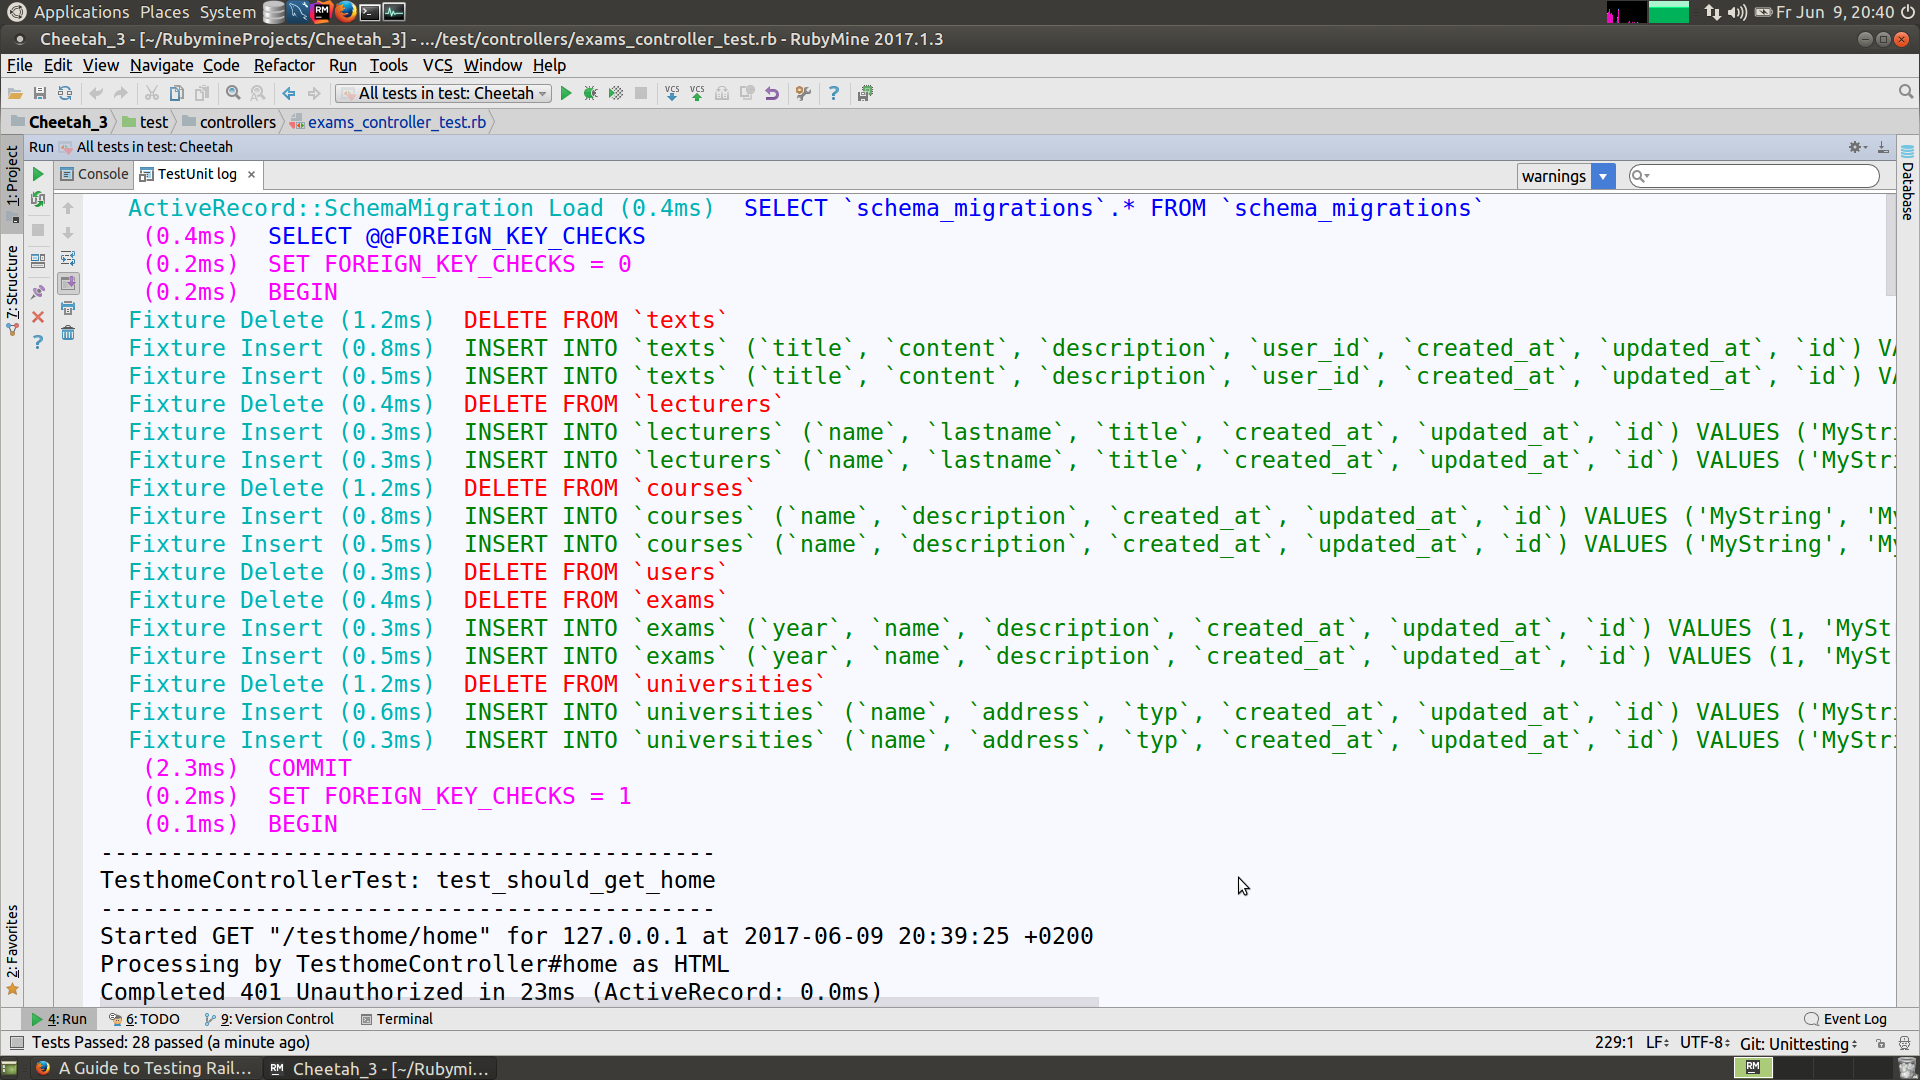 Applications Places System Fr Jun 9, 20:40
Cheetah_3 - [~/RubymineProjects/Cheetah_3] - .../test/controllers/exams_controller_test.rb - RubyMine 2017.1.3
File Edit View Navigate Code Refactor Run Tools VCS Window Help
All tests in test: Cheetah VCS VCS ?
Cheetah_3 test controllers exams_controller_test.rb
Run All tests in test: Cheetah
Console TestUnit log × warnings
1: Project
7: Structure
2: Favorites
Database
ActiveRecord::SchemaMigration Load (0.4ms)  SELECT `schema_migrations`.* FROM `schema_migrations`
(0.4ms)  SELECT @@FOREIGN_KEY_CHECKS
(0.2ms)  SET FOREIGN_KEY_CHECKS = 0
(0.2ms)  BEGIN
Fixture Delete (1.2ms)  DELETE FROM `texts`
Fixture Insert (0.8ms)  INSERT INTO `texts` (`title`, `content`, `description`, `user_id`, `created_at`, `updated_at`, `id`) VA
Fixture Insert (0.5ms)  INSERT INTO `texts` (`title`, `content`, `description`, `user_id`, `created_at`, `updated_at`, `id`) VA
Fixture Delete (0.4ms)  DELETE FROM `lecturers`
Fixture Insert (0.3ms)  INSERT INTO `lecturers` (`name`, `lastname`, `title`, `created_at`, `updated_at`, `id`) VALUES ('MyStri
Fixture Insert (0.3ms)  INSERT INTO `lecturers` (`name`, `lastname`, `title`, `created_at`, `updated_at`, `id`) VALUES ('MyStri
Fixture Delete (1.2ms)  DELETE FROM `courses`
Fixture Insert (0.8ms)  INSERT INTO `courses` (`name`, `description`, `created_at`, `updated_at`, `id`) VALUES ('MyString', 'My
Fixture Insert (0.5ms)  INSERT INTO `courses` (`name`, `description`, `created_at`, `updated_at`, `id`) VALUES ('MyString', 'My
Fixture Delete (0.3ms)  DELETE FROM `users`
Fixture Delete (0.4ms)  DELETE FROM `exams`
Fixture Insert (0.3ms)  INSERT INTO `exams` (`year`, `name`, `description`, `created_at`, `updated_at`, `id`) VALUES (1, 'MyStr
Fixture Insert (0.5ms)  INSERT INTO `exams` (`year`, `name`, `description`, `created_at`, `updated_at`, `id`) VALUES (1, 'MyStr
Fixture Delete (1.2ms)  DELETE FROM `universities`
Fixture Insert (0.6ms)  INSERT INTO `universities` (`name`, `address`, `typ`, `created_at`, `updated_at`, `id`) VALUES ('MyStri
Fixture Insert (0.3ms)  INSERT INTO `universities` (`name`, `address`, `typ`, `created_at`, `updated_at`, `id`) VALUES ('MyStri
(2.3ms)  COMMIT
(0.2ms)  SET FOREIGN_KEY_CHECKS = 1
(0.1ms)  BEGIN
--------------------------------------------
TesthomeControllerTest: test_should_get_home
--------------------------------------------
Started GET "/testhome/home" for 127.0.0.1 at 2017-06-09 20:39:25 +0200
Processing by TesthomeController#home as HTML
Completed 401 Unauthorized in 23ms (ActiveRecord: 0.0ms)
4: Run 6: TODO 9: Version Control Terminal Event Log
Tests Passed: 28 passed (a minute ago) 229:1 LF UTF-8 Git: Unittesting
A Guide to Testing Rail... Cheetah_3 - [~/Rubymi...